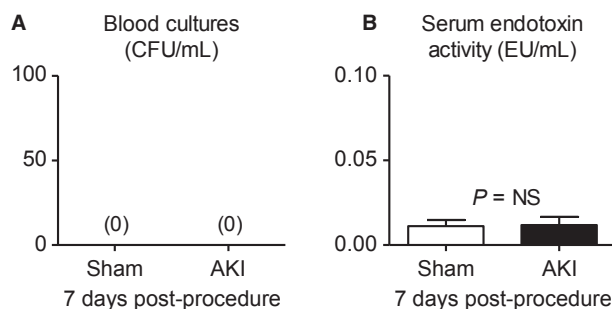 A
Blood cultures
(CFU/mL)
100
50
0
(0)
(0)
Sham
AKI
7 days post-procedure
B
Serum endotoxin
activity (EU/mL)
0.10
0.05
0.00
P = NS
Sham
AKI
7 days post-procedure